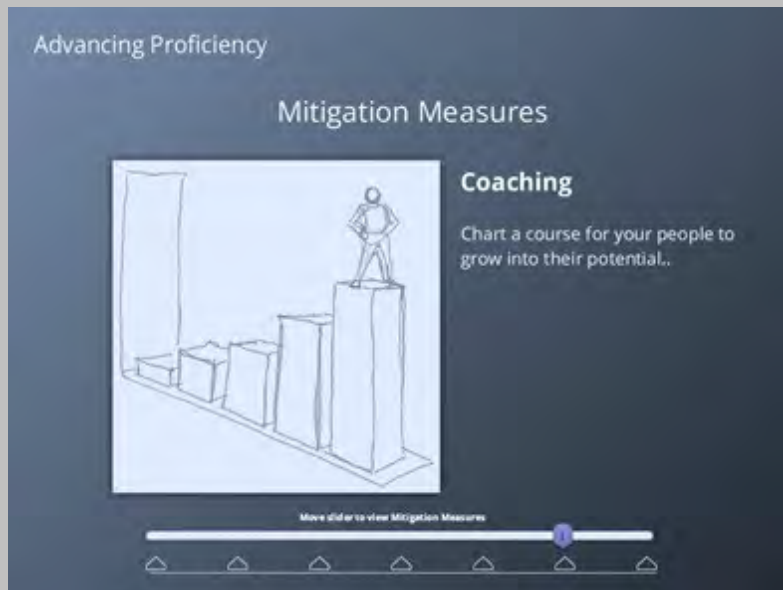 Advancing Proficiency
Mitigation Measures
Coaching
Chart a course for your people to
grow into their potential..
Move slider to view Mitigation Measures